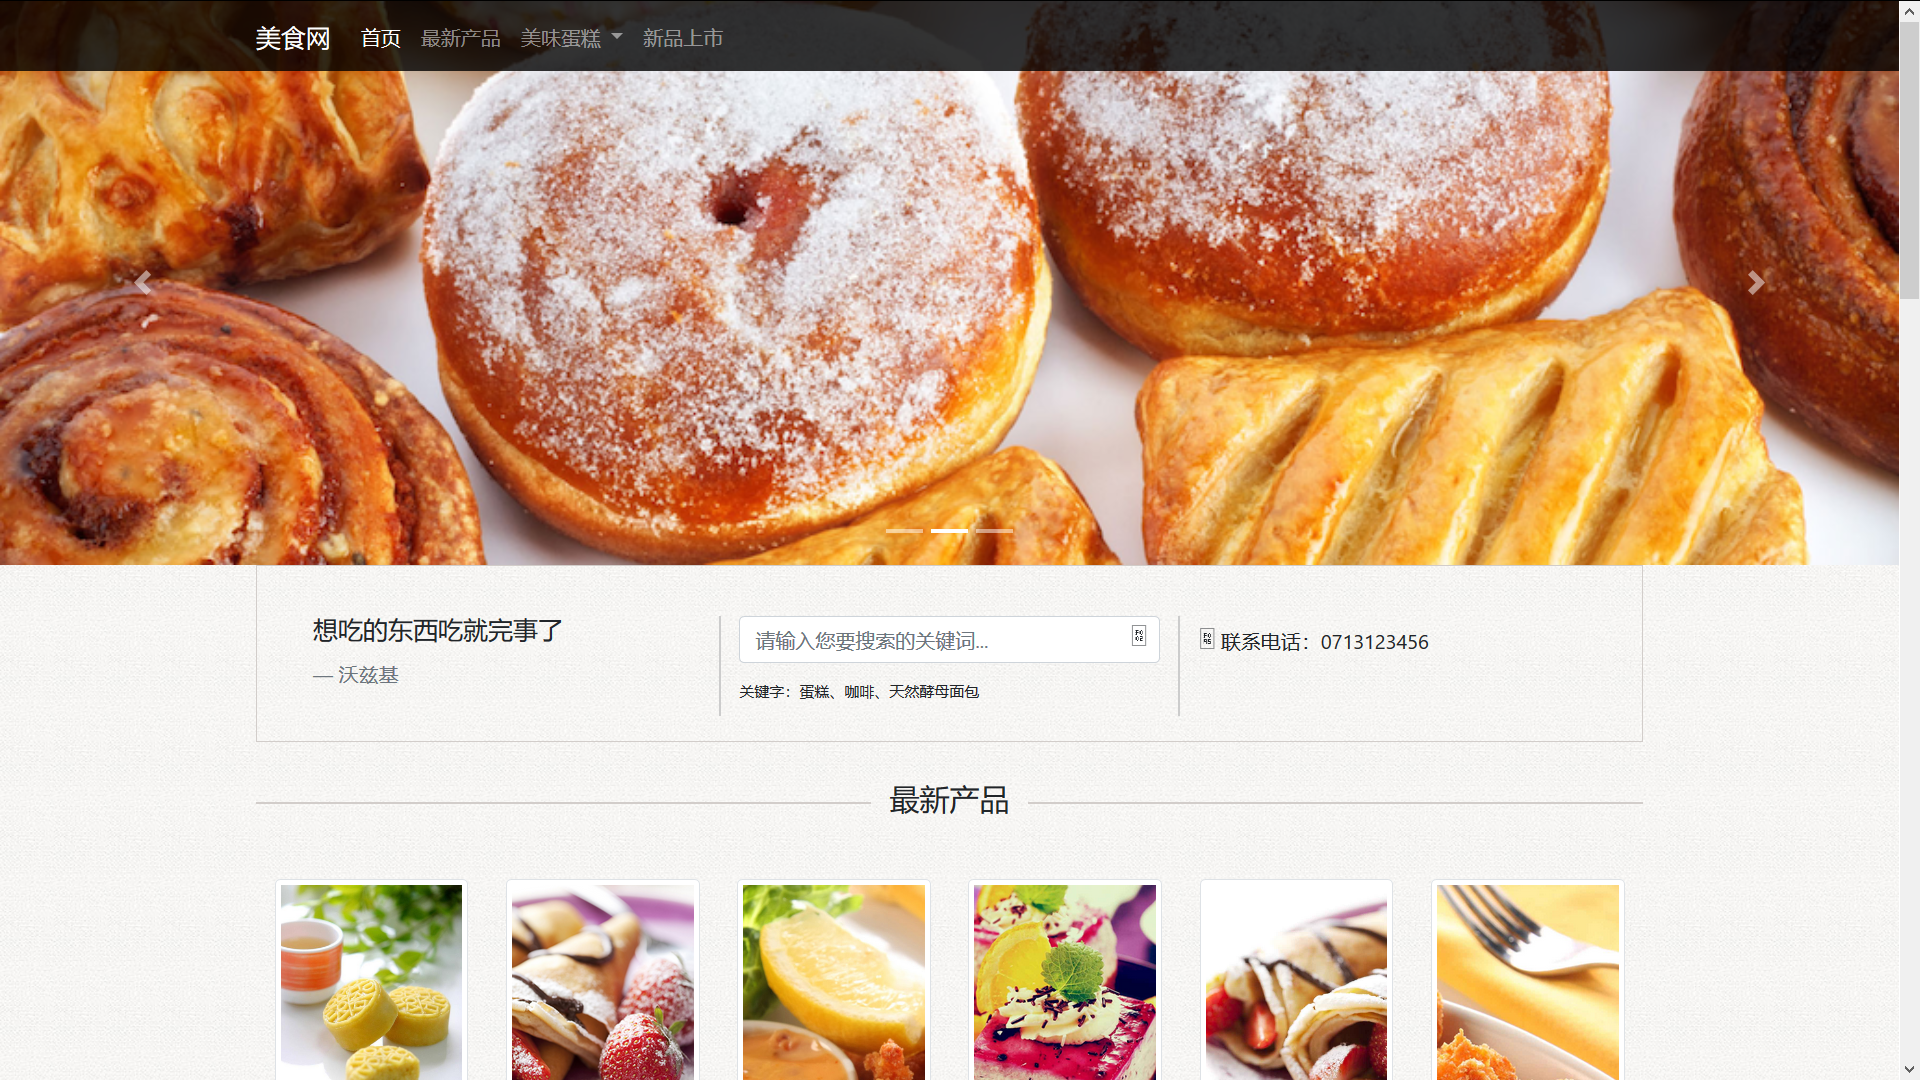 美食网 首页 最新产品 美味蛋糕 新品上市
想吃的东西吃就完事了
— 沃兹基
请输入您要搜索的关键词...
关键字：蛋糕、咖啡、天然酵母面包
联系电话：0713123456
最新产品